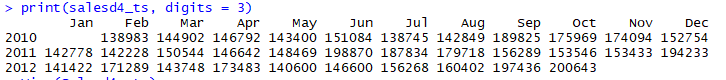 > print(salesd4_ts, digits = 3)
Jan Feb Mar Apr May Jun Jul Aug Sep Oct Nov Dec
2010 138983 144902 146792 143400 151084 138745 142849 189825 175969 174094 152754
2011 142778 142228 150544 146642 148469 198870 187834 179718 156289 153546 153433 194233
2012 141422 171289 143748 173483 140600 146600 156268 160402 197436 200643